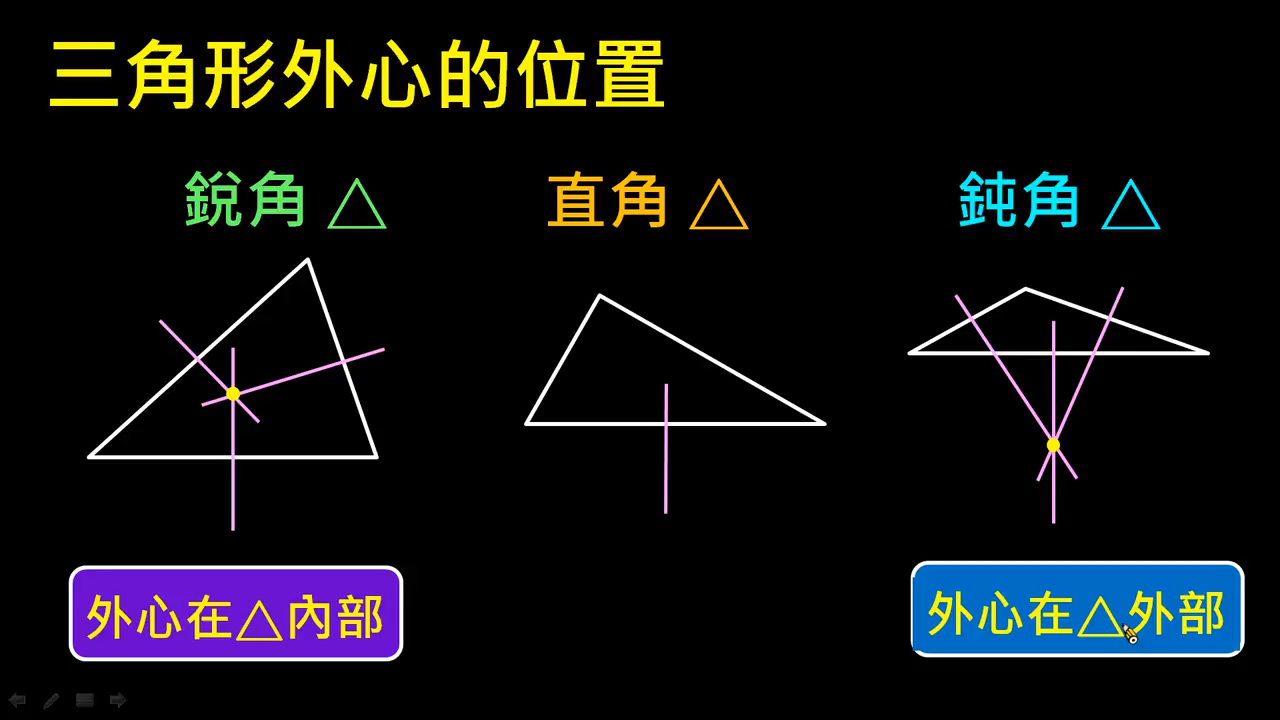 三角形外心的位置
銳角△
直角△
鈍角△
外心在△內部
外心在△外部